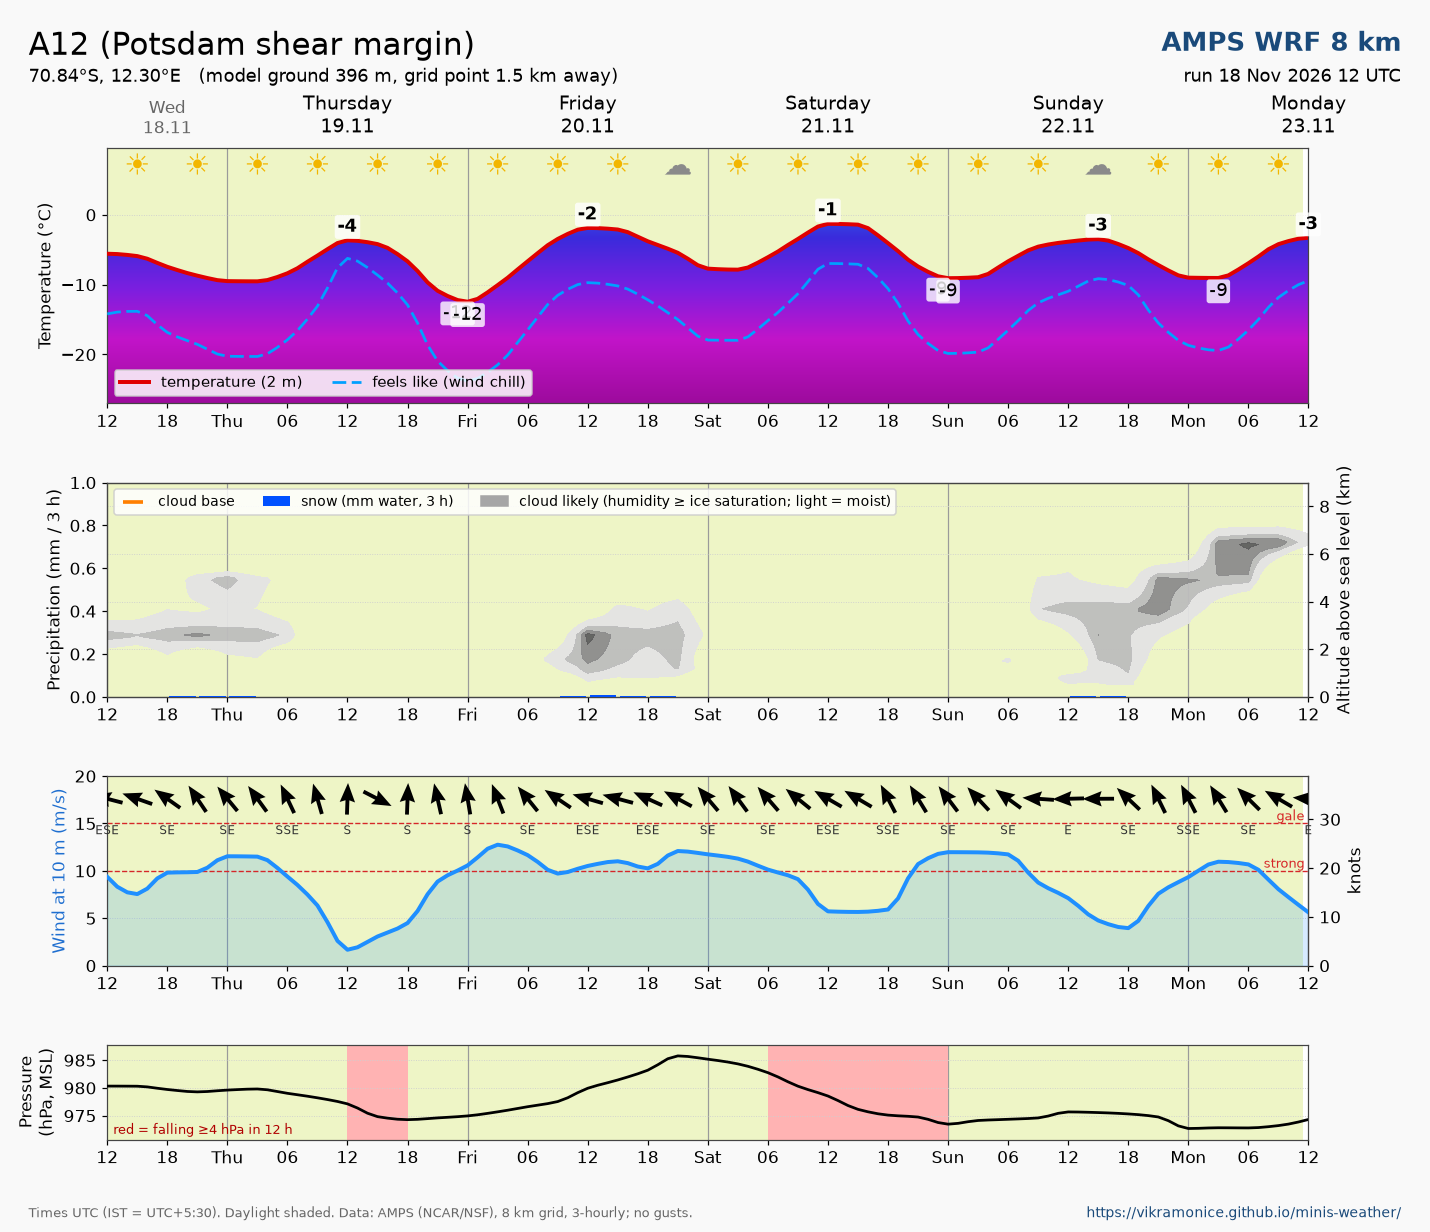 A12 (Potsdam shear margin)
AMPS WRF 8 km
70.84°S, 12.30°E (model ground 396 m, grid point 1.5 km away)
run 18 Nov 2026 12 UTC
Wed Thursday Friday Saturday Sunday Monday
18.11 19.11 20.11 21.11 22.11 23.11
Temperature (°C)
0
−10
−20
-4
-12
-2
-1
-9
-3
-9
-3
temperature (2 m) feels like (wind chill)
12 18 Thu 06 12 18 Fri 06 12 18 Sat 06 12 18 Sun 06 12 18 Mon 06 12
Precipitation (mm / 3 h)
1.0
0.8
0.6
0.4
0.2
0.0
cloud base snow (mm water, 3 h) cloud likely (humidity ≥ ice saturation; light = moist)
8
6
4
2
0
Altitude above sea level (km)
12 18 Thu 06 12 18 Fri 06 12 18 Sat 06 12 18 Sun 06 12 18 Mon 06 12
Wind at 10 m (m/s)
20
15
10
5
0
ESE SE SE SSE S S S SE ESE ESE SE SE ESE SSE SE SE E SE SSE SE E
gale
strong
30
20
10
0
knots
12 18 Thu 06 12 18 Fri 06 12 18 Sat 06 12 18 Sun 06 12 18 Mon 06 12
Pressure
(hPa, MSL)
985
980
975
red = falling ≥4 hPa in 12 h
12 18 Thu 06 12 18 Fri 06 12 18 Sat 06 12 18 Sun 06 12 18 Mon 06 12
Times UTC (IST = UTC+5:30). Daylight shaded. Data: AMPS (NCAR/NSF), 8 km grid, 3-hourly; no gusts.
https://vikramonice.github.io/minis-weather/